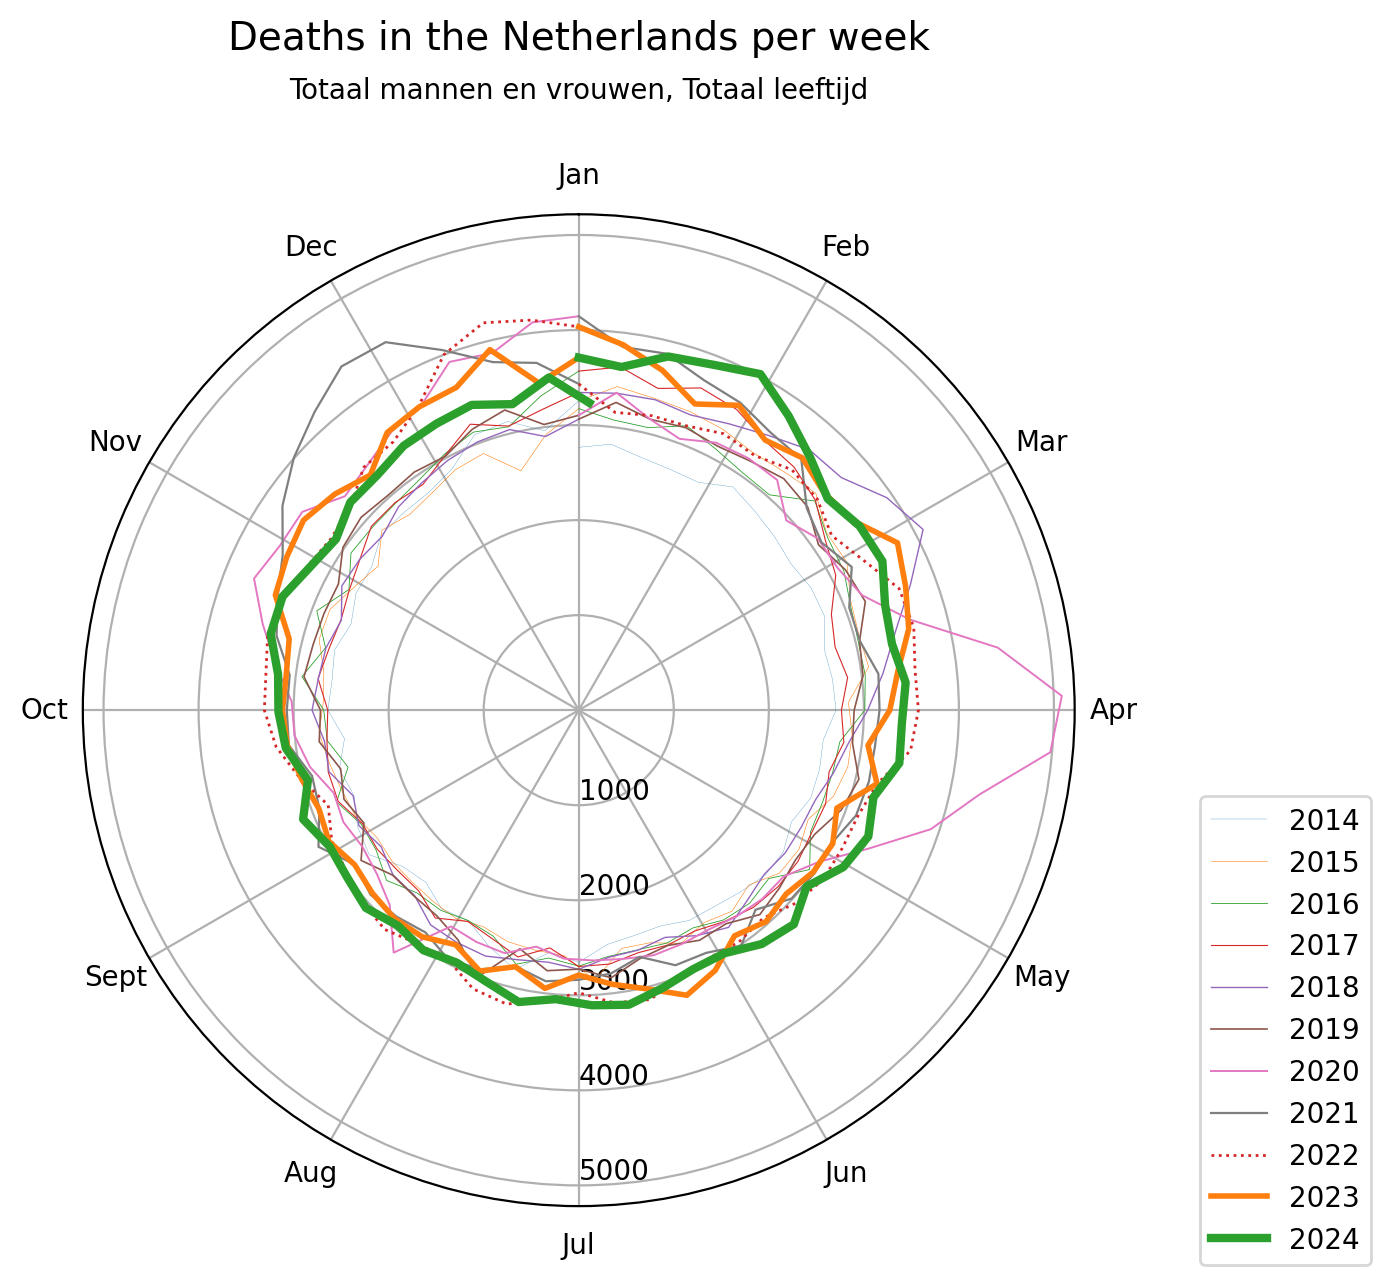 Deaths in the Netherlands per week
Totaal mannen en vrouwen, Totaal leeftijd
Jan
Dec
Feb
Nov
Mar
Oct
Apr
1000
2000
3000
4000
5000
Sept
May
Aug
Jun
Jul
2014
2015
2016
2017
2018
2019
2020
2021
2022
2023
2024